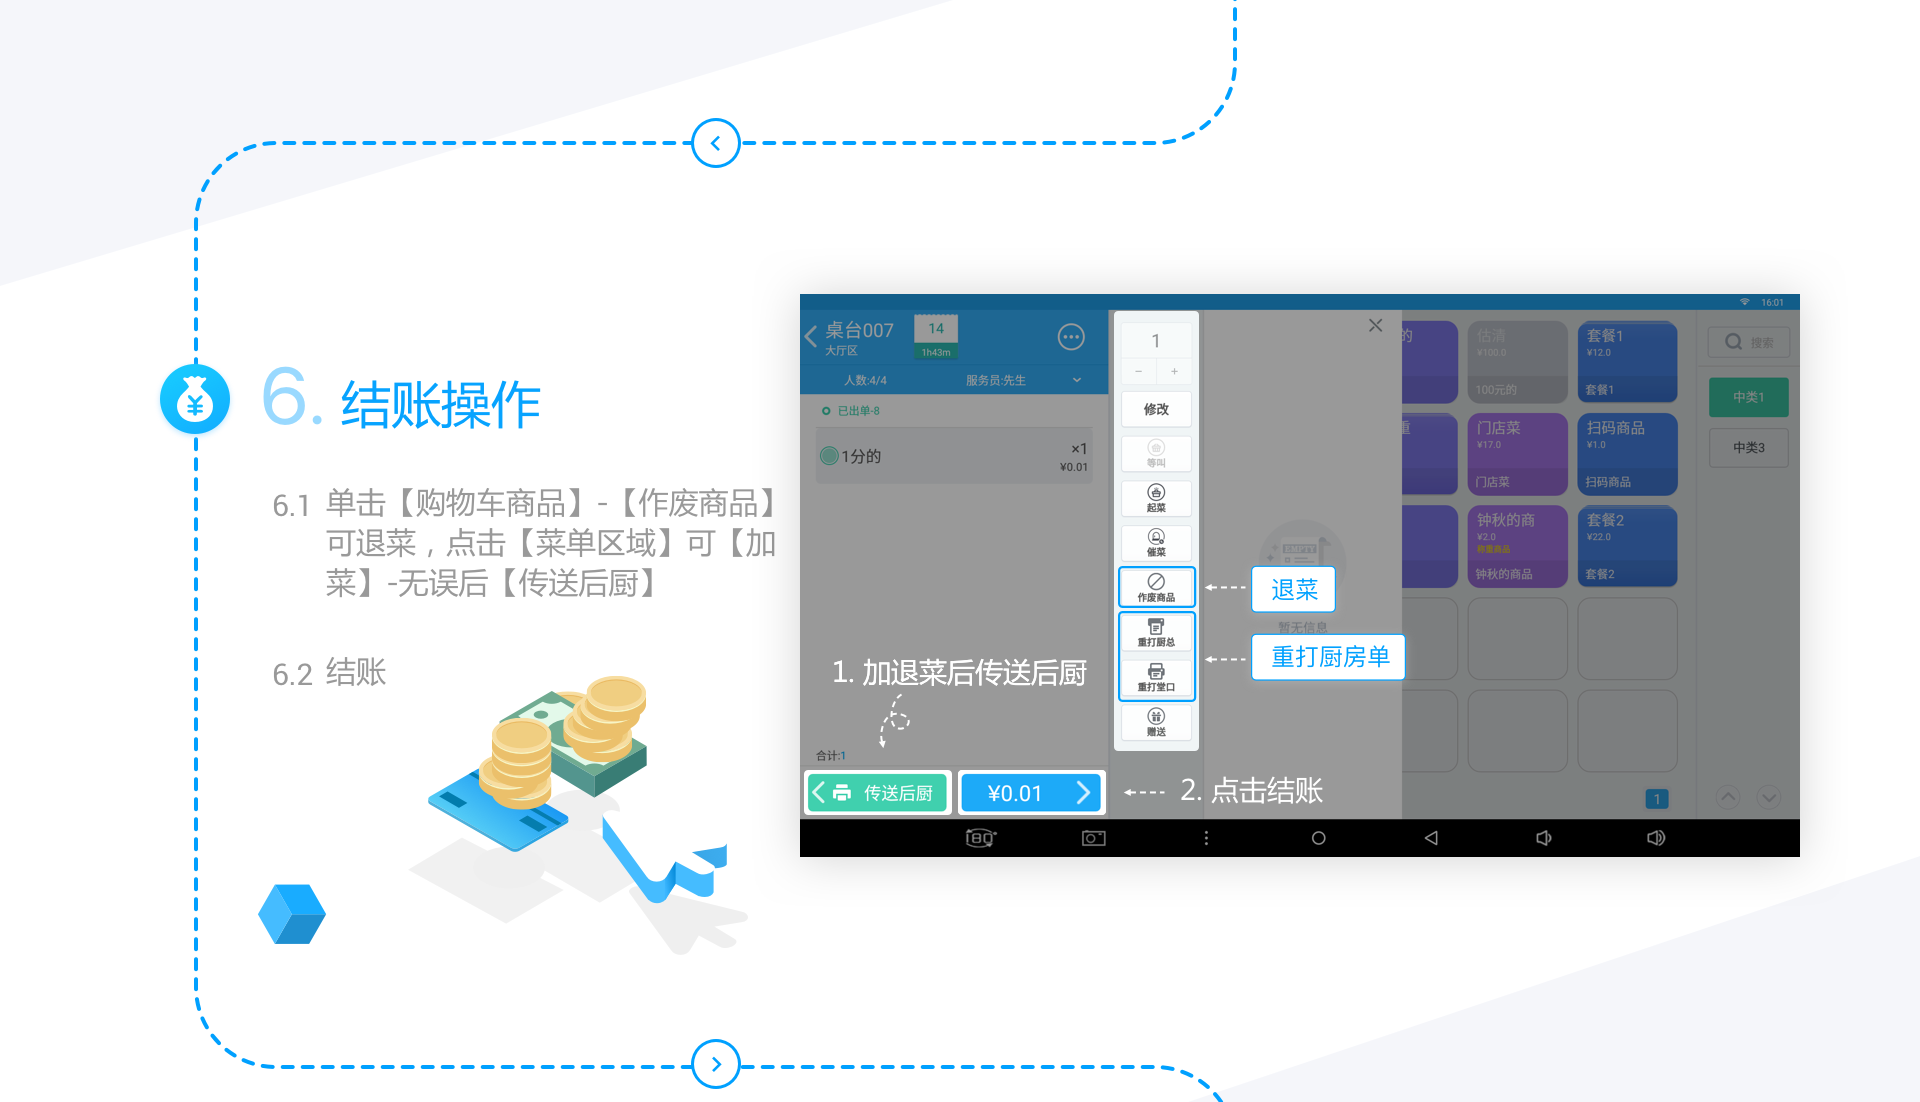 6. 结账操作
6.1 单击【购物车商品】-【作废商品】
可退菜，点击【菜单区域】可【加
菜】-无误后【传送后厨】
6.2 结账
16:01
桌台007
大厅区
14
1h43m
人数:4/4
服务员:先生
已出单-8
1分的
×1
¥0.01
1. 加退菜后传送后厨
合计:1
传送后厨
¥0.01
2. 点击结账
1
- +
修改
等叫
起菜
催菜
作废商品
重打厨总
重打堂口
赠送
退菜
重打厨房单
EMPTY
暂无信息
的
估清
¥100.0
100元的
套餐1
¥12.0
套餐1
重
门店菜
¥17.0
门店菜
扫码商品
¥1.0
扫码商品
钟秋的商
¥2.0
称重商品
钟秋的商品
套餐2
¥22.0
套餐2
搜索
中类1
中类3
1